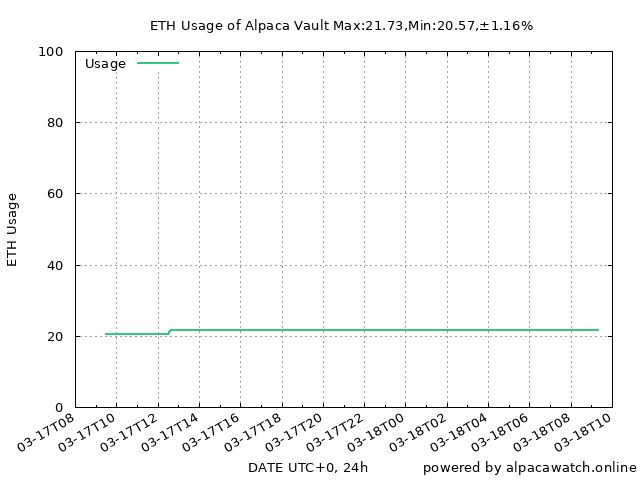 ETH Usage of Alpaca Vault Max:21.73,Min:20.57,±1.16%
100
Usage
80
60
ETH Usage
40
20
0
03-17T08
03-17T10
03-17T12
03-17T14
03-17T16
03-17T18
03-17T20
03-17T22
03-18T00
03-18T02
03-18T04
03-18T06
03-18T08
03-18T10
DATE UTC+0, 24h
powered by alpacawatch.online